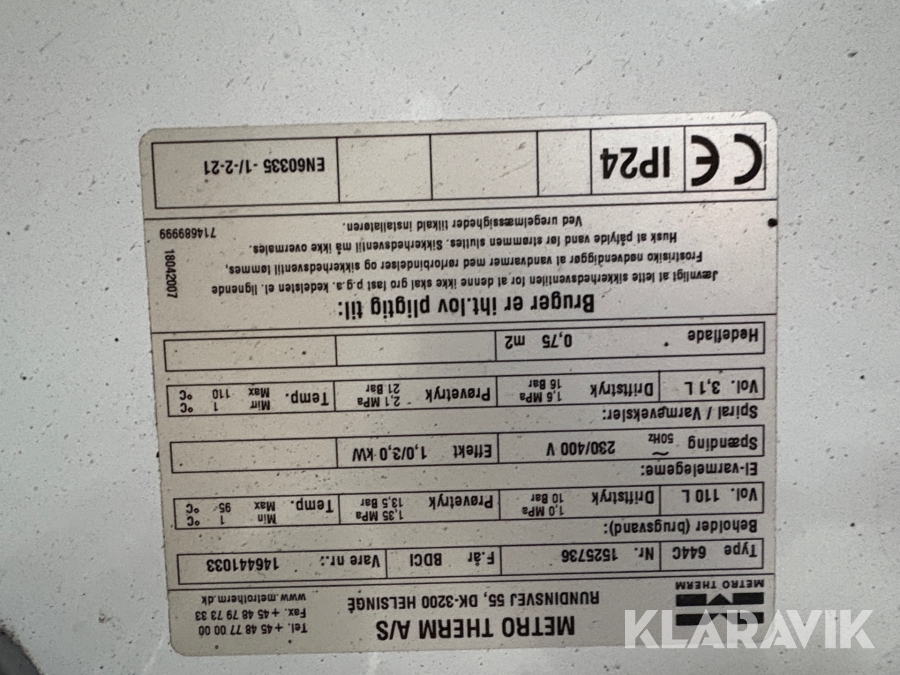 METRO THERM
METRO THERM A/S
RUNDINSVEJ 55, DK-3200 HELSINGE
Tel. + 45 48 77 00 00
Fax. + 45 48 79 73 33
www.metrotherm.dk
Type 644C Nr. 1525736 F.år BDCI Vare nr.: 146441033
Beholder (brugsvand):
Vol. 110 L Driftstryk 1,0 MPa 10 Bar Prøvetryk 1,35 MPa 13,5 Bar Temp. Min 1 °C Max 95 °C
El-varmelegeme:
Spænding 230/400 V ~ 50Hz Effekt 1,0/3,0 kW
Spiral / Varmeveksler:
Vol. 3,1 L Driftstryk 1,6 MPa 16 Bar Prøvetryk 2,1 MPa 21 Bar Temp. Min 1 °C Max 110 °C
Hedeflade 0,75 m2
Bruger er iht.lov pligtig til:
Jævnligt at lette sikkerhedsventilen for at denne ikke skal gro fast p.g.a. kedelsten el. lignende
Frostrisiko nødvendiggør at vandvarmer med rørforbindelser og sikkerhedsventil tømmes,
Husk at påfylde vand før strømmen sluttes. Sikkerhedsventil må ikke overmales.
Ved uregelmæssigheder tilkald installatøren.
18042007
714689999
CE IP24 EN60335 -1/-2-21
KLARAVIK